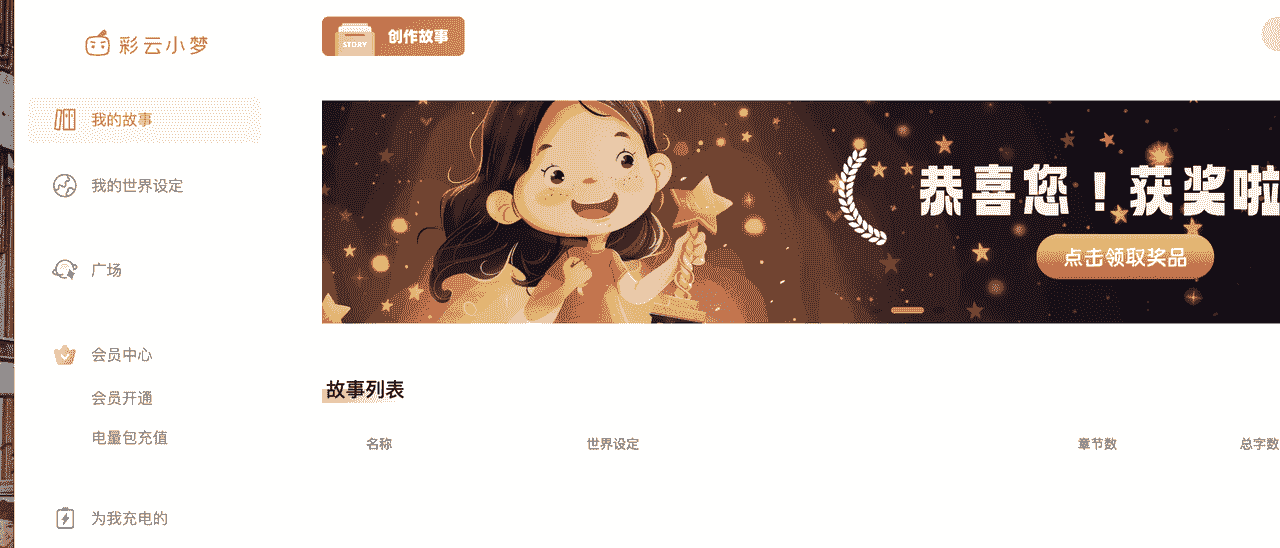 彩云小梦
我的故事
我的世界设定
广场
会员中心
会员开通
电量包充值
为我充电的
STORY
创作故事
恭喜您！获奖啦
点击领取奖品
故事列表
名称 世界设定 章节数 总字数